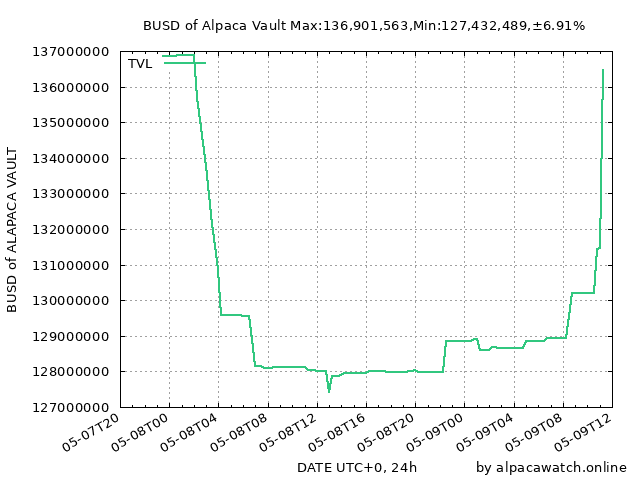 BUSD of Alpaca Vault Max:136,901,563,Min:127,432,489,±6.91%
137000000
136000000
135000000
134000000
133000000
132000000
131000000
130000000
129000000
128000000
127000000
TVL
BUSD of ALAPACA VAULT
05-07T20
05-08T00
05-08T04
05-08T08
05-08T12
05-08T16
05-08T20
05-09T00
05-09T04
05-09T08
05-09T12
DATE UTC+0, 24h
by alpacawatch.online